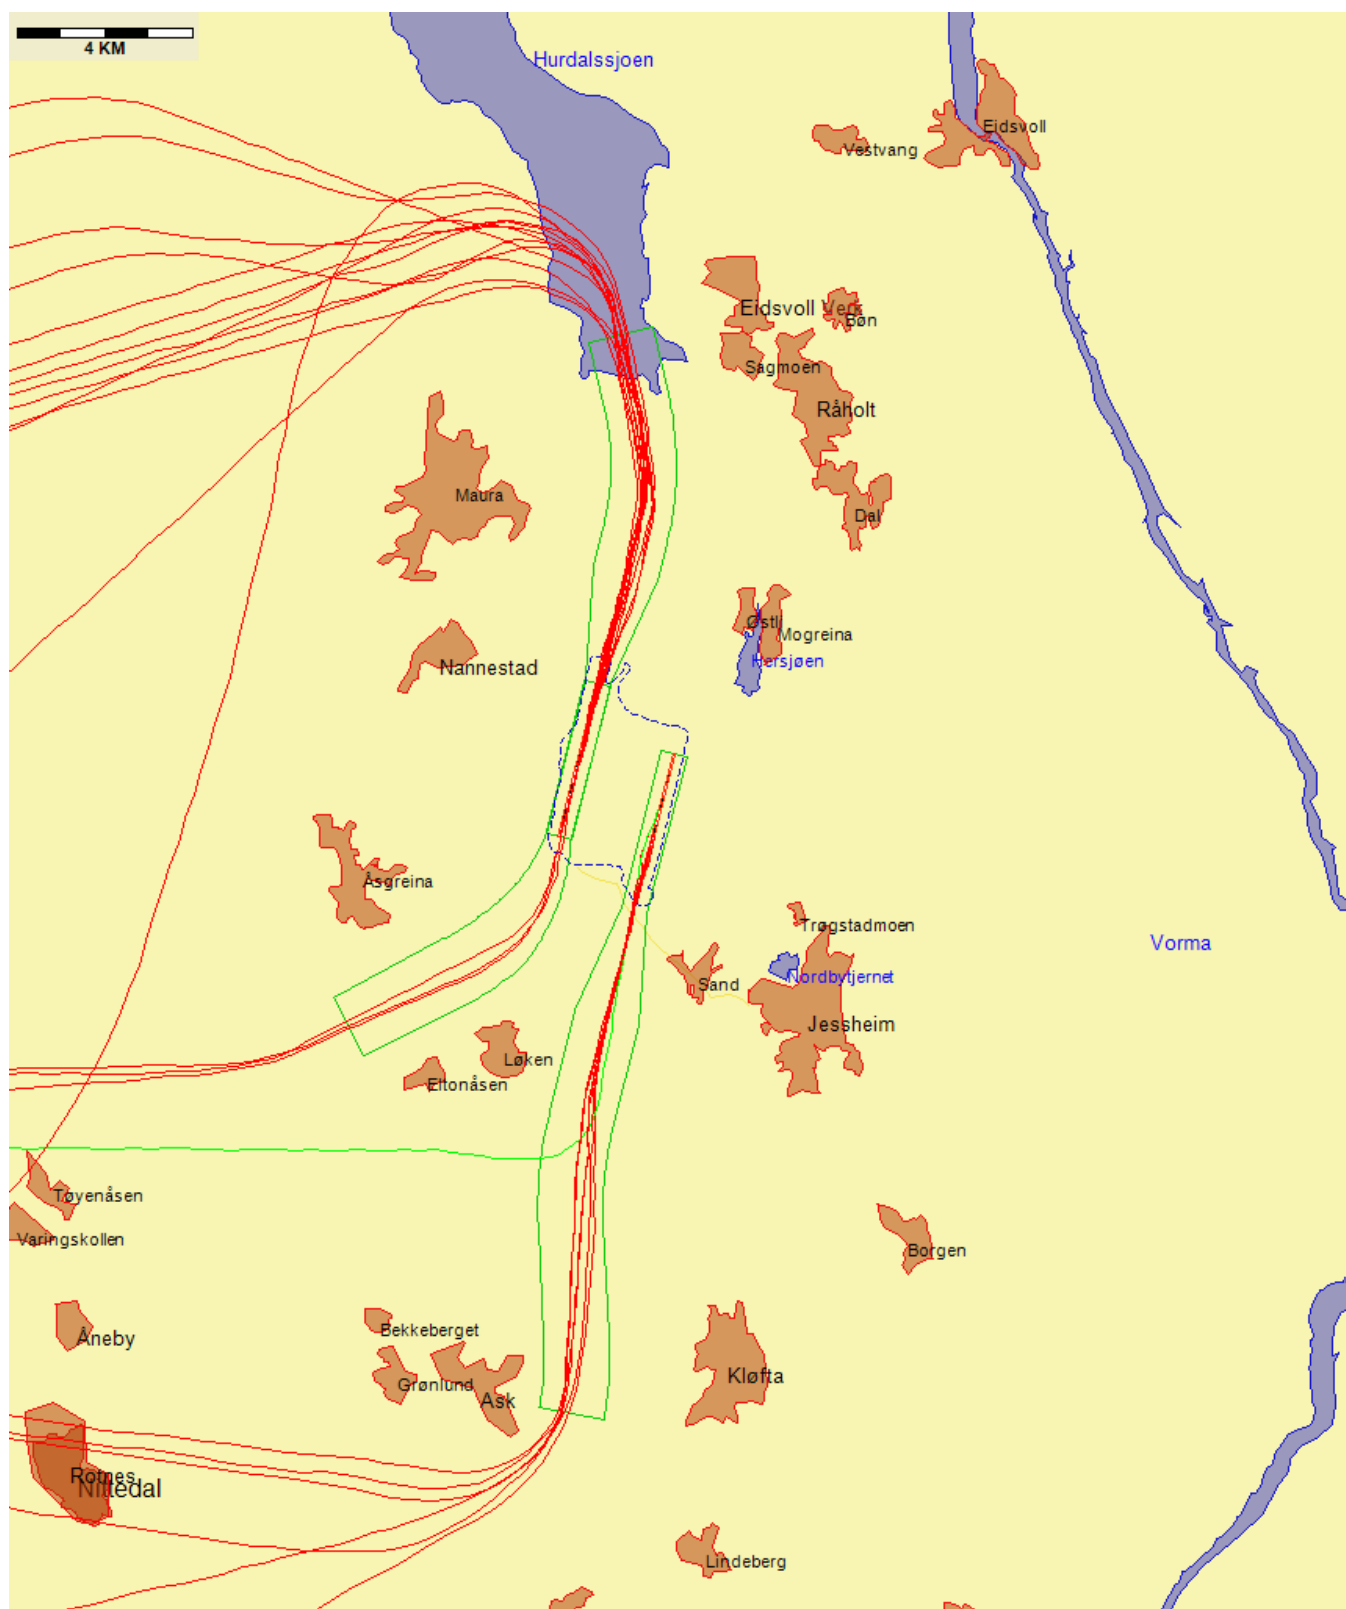 4 KM
Hurdalssjoen
Eidsvoll
Vestvang
Eidsvoll Verk
Bøn
Sagmoen
Råholt
Maura
Dal
Østli
Mogreina
Hersjøen
Nannestad
Åsgreina
Trøgstadmoen
Vorma
Sand
Nordbytjernet
Jessheim
Løken
Eltonåsen
Tøyenåsen
Varingskollen
Borgen
Åneby
Bekkeberget
Kløfta
Grønlund
Ask
Rotnes
Nittedal
Lindeberg